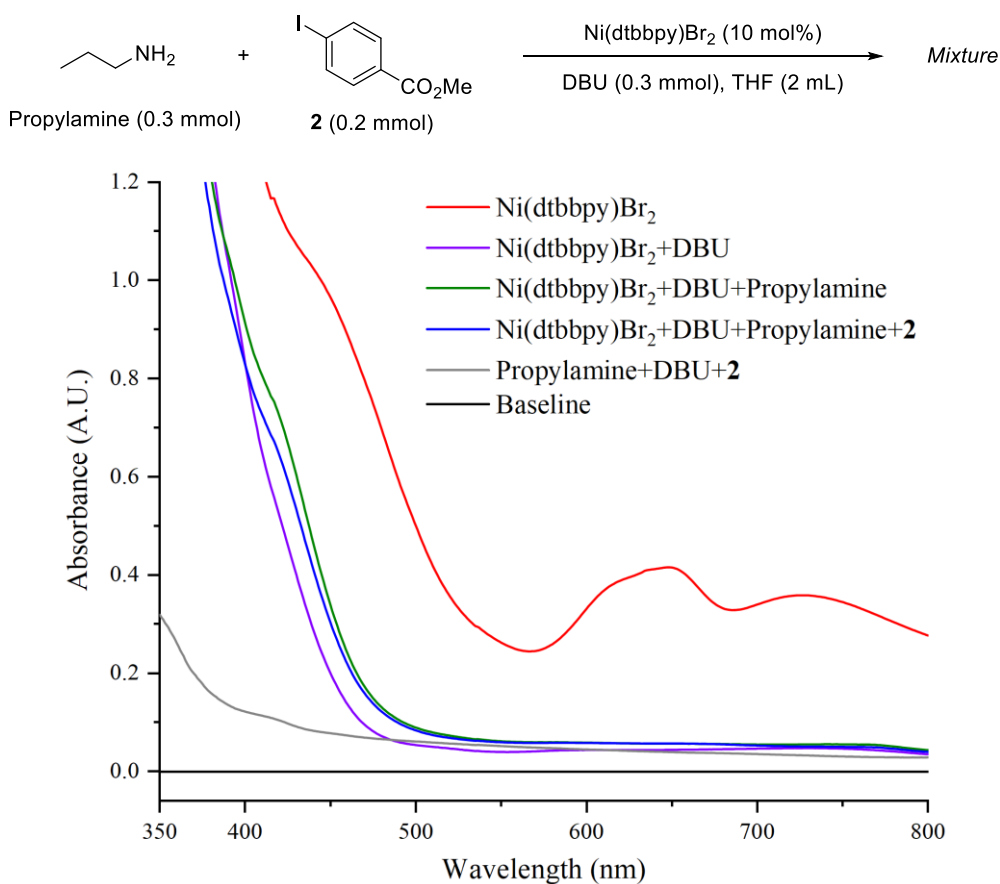 NH₂
+
I
CO₂Me
Ni(dtbbpy)Br₂ (10 mol%)
DBU (0.3 mmol), THF (2 mL)
Mixture
Propylamine (0.3 mmol)
2 (0.2 mmol)
Ni(dtbbpy)Br₂
Ni(dtbbpy)Br₂+DBU
Ni(dtbbpy)Br₂+DBU+Propylamine
Ni(dtbbpy)Br₂+DBU+Propylamine+2
Propylamine+DBU+2
Baseline
Absorbance (A.U.)
1.2
1.0
0.8
0.6
0.4
0.2
0.0
350 400 500 600 700 800
Wavelength (nm)